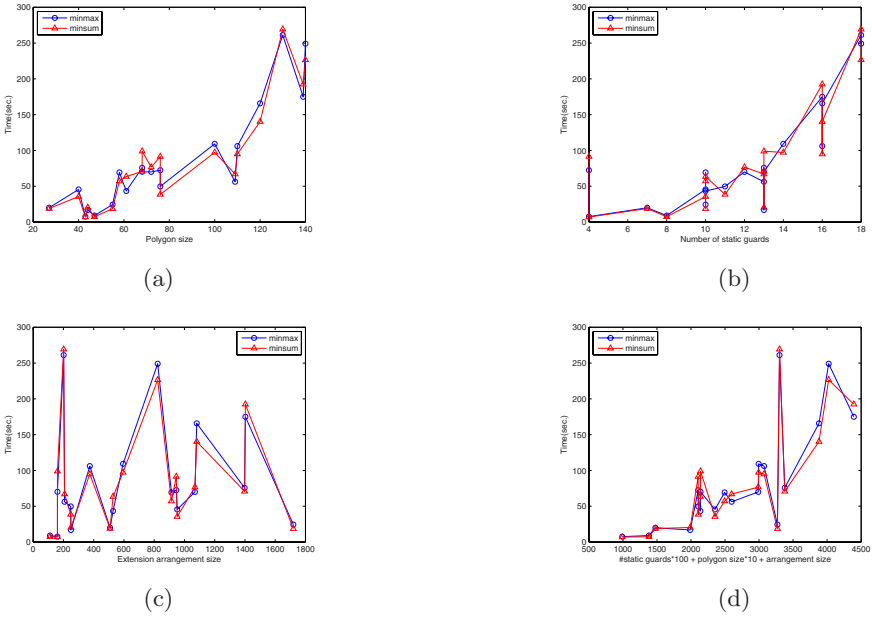 300
250
200
150
100
50
0
Time(sec.)
minmax
minsum
20 40 60 80 100 120 140
Polygon size
(a)
300
250
200
150
100
50
0
Time(sec.)
minmax
minsum
4 6 8 10 12 14 16 18
Number of static guards
(b)
300
250
200
150
100
50
0
Time(sec.)
minmax
minsum
0 200 400 600 800 1000 1200 1400 1600 1800
Extension arrangement size
(c)
300
250
200
150
100
50
0
Time(sec.)
minmax
minsum
500 1000 1500 2000 2500 3000 3500 4000 4500
#static guards*100 + polygon size*10 + arrangement size
(d)